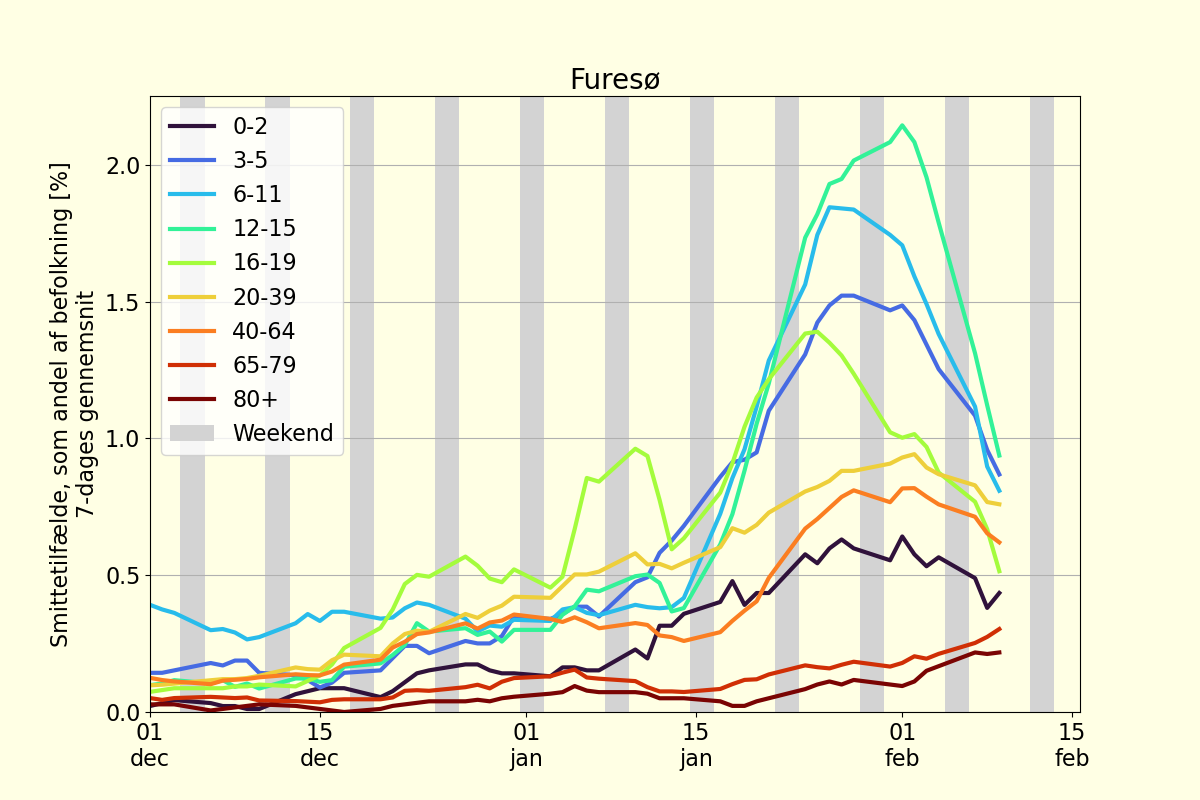 Furesø
Smittetilfælde, som andel af befolkning [%]
7-dages gennemsnit
2.0
1.5
1.0
0.5
0.0
0-2
3-5
6-11
12-15
16-19
20-39
40-64
65-79
80+
Weekend
01 15 01 15 01 15
dec dec jan jan feb feb